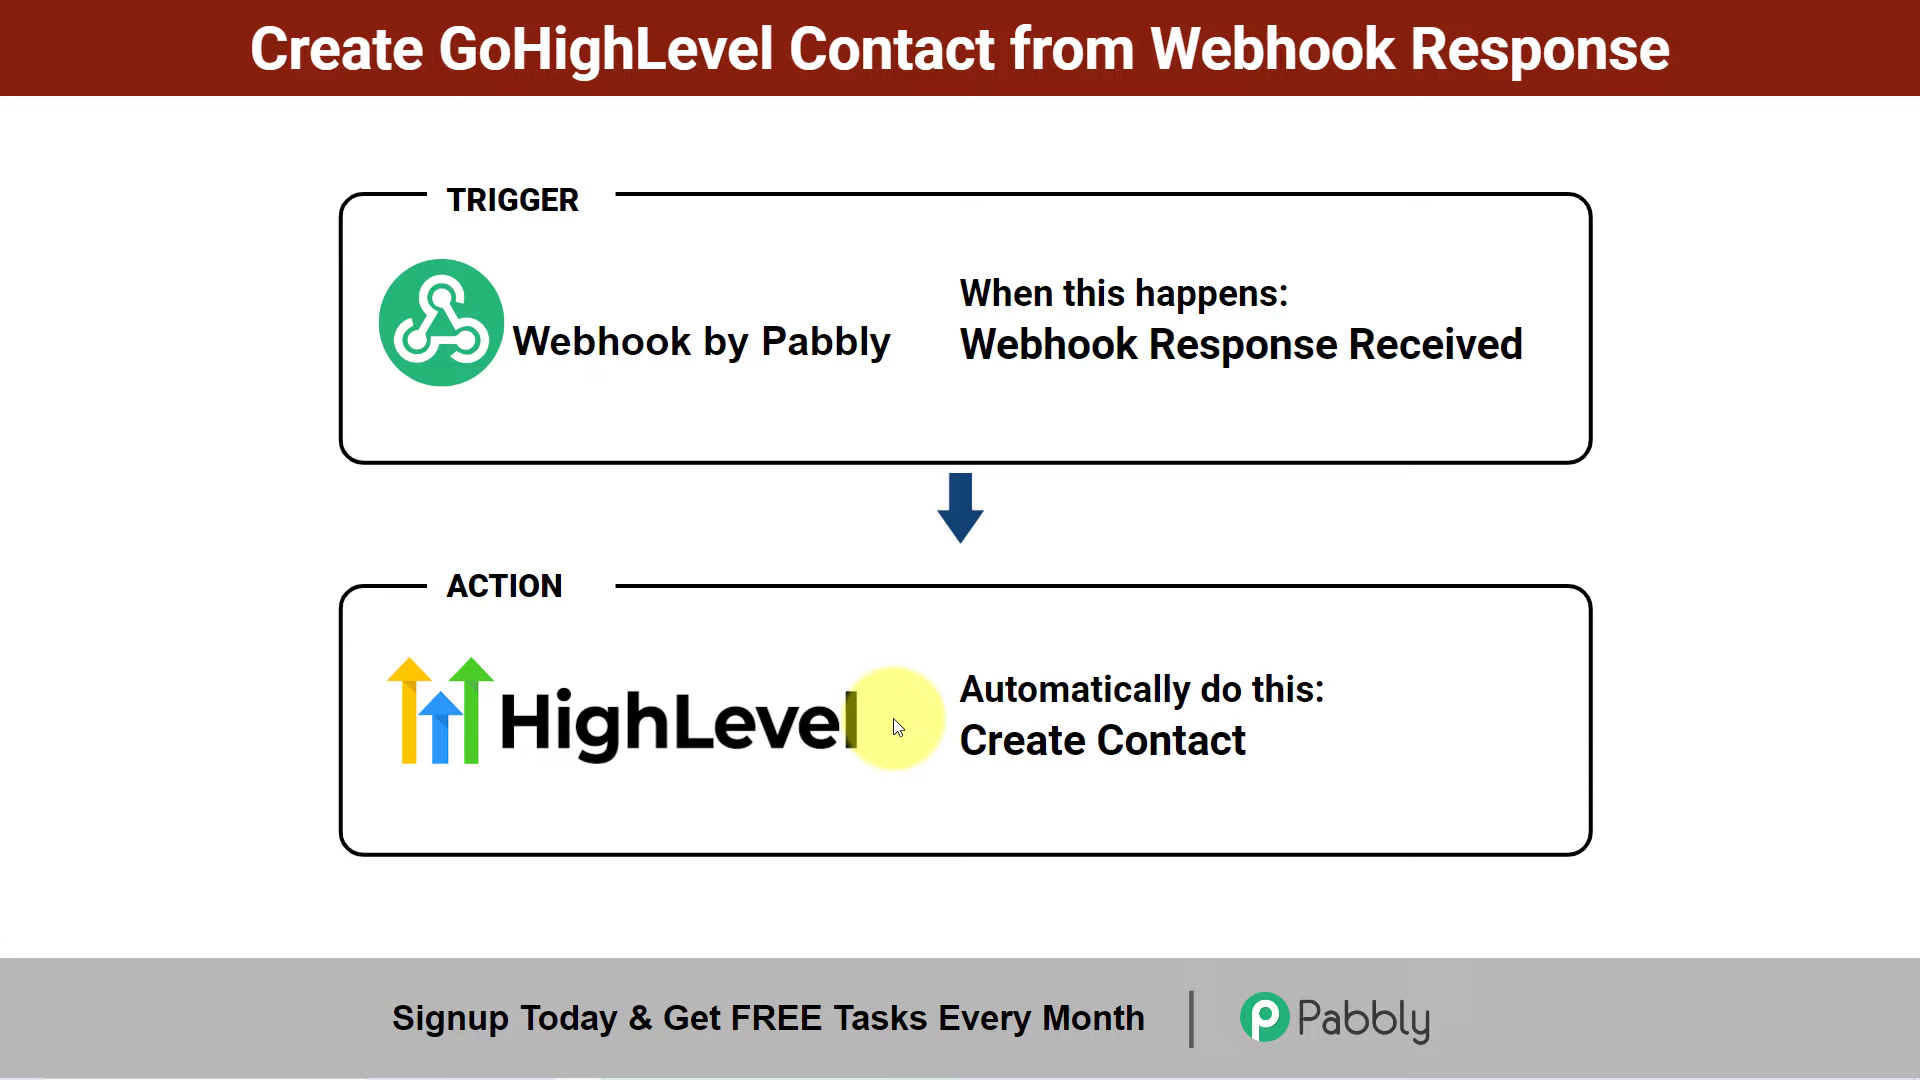 Create GoHighLevel Contact from Webhook Response
TRIGGER
Webhook by Pabbly
When this happens:
Webhook Response Received
ACTION
HighLevel
Automatically do this:
Create Contact
Signup Today & Get FREE Tasks Every Month
Pabbly